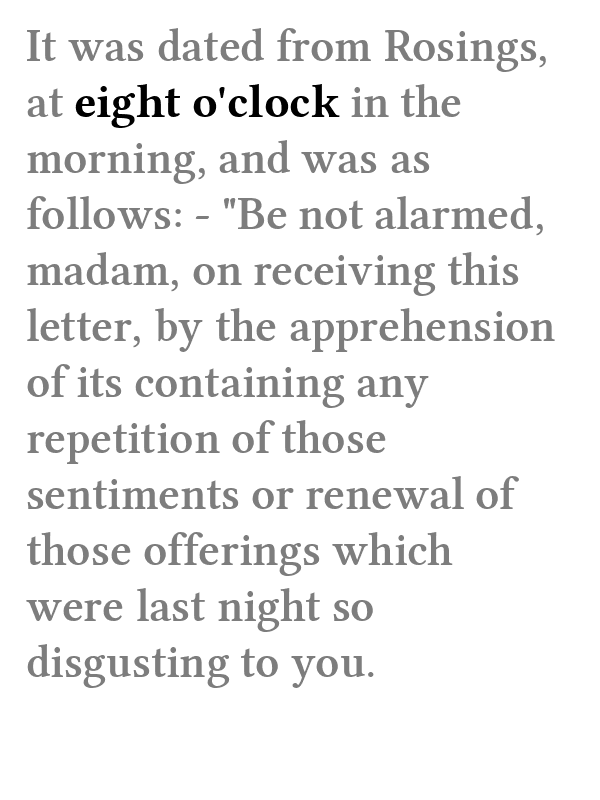 It was dated from Rosings,
at eight o'clock in the
morning, and was as
follows: - "Be not alarmed,
madam, on receiving this
letter, by the apprehension
of its containing any
repetition of those
sentiments or renewal of
those offerings which
were last night so
disgusting to you.